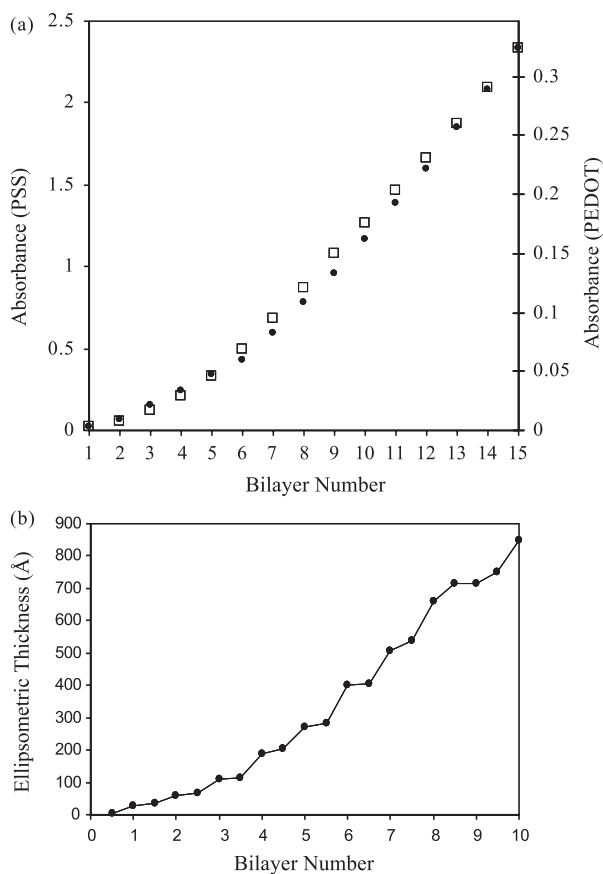 (a)
2.5
2
1.5
1
0.5
0
Absorbance (PSS)
0.3
0.25
0.2
0.15
0.1
0.05
0
Absorbance (PEDOT)
1 2 3 4 5 6 7 8 9 10 11 12 13 14 15
Bilayer Number
(b)
900
800
700
600
500
400
300
200
100
0
Ellipsometric Thickness (Å)
0 1 2 3 4 5 6 7 8 9 10
Bilayer Number